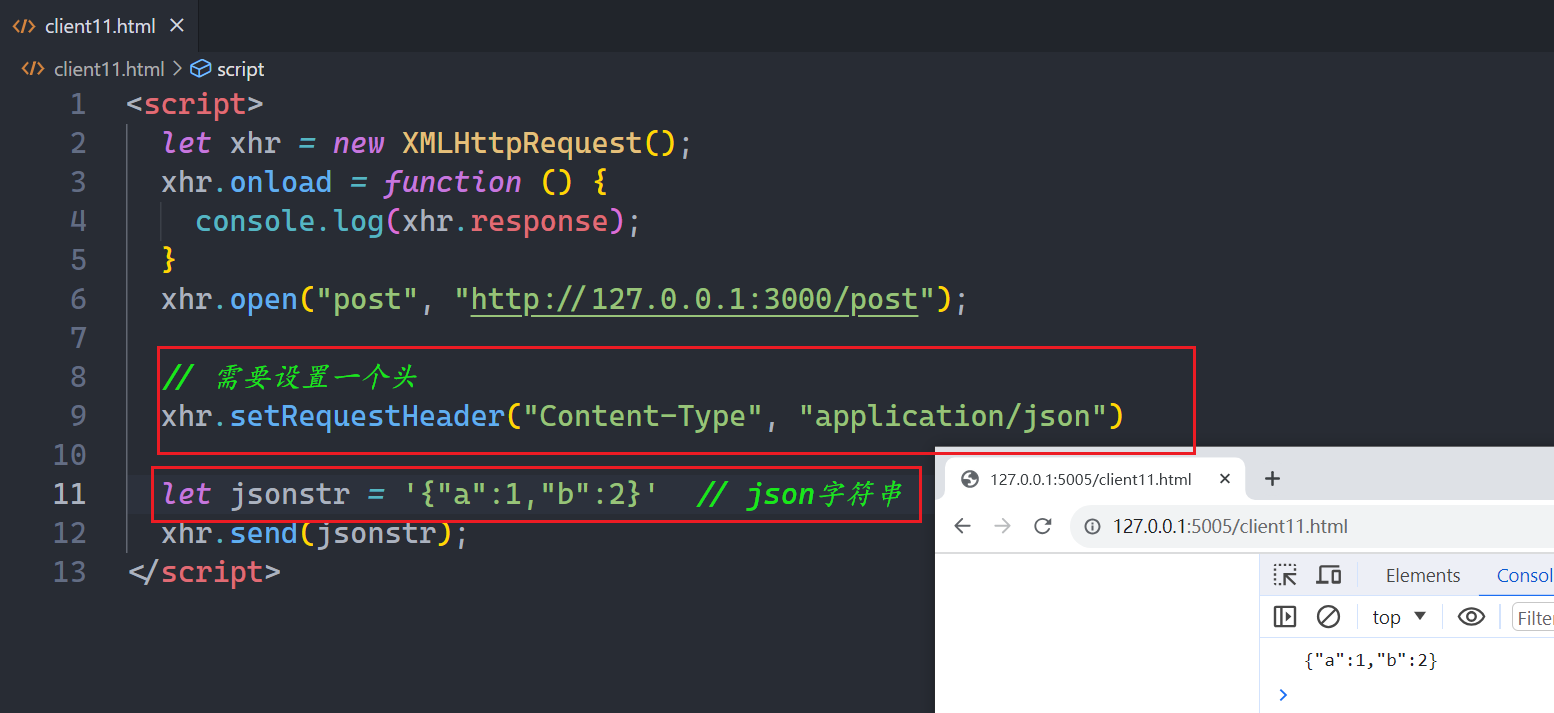 client11.html
client11.html > script
1 <script>
2 let xhr = new XMLHttpRequest();
3 xhr.onload = function () {
4 console.log(xhr.response);
5 }
6 xhr.open("post", "http://127.0.0.1:3000/post");
7
8 // 需要设置一个头
9 xhr.setRequestHeader("Content-Type", "application/json")
10
11 let jsonstr = '{"a":1,"b":2}' // json字符串
12 xhr.send(jsonstr);
13 </script>
127.0.0.1:5005/client11.html
127.0.0.1:5005/client11.html
Elements Consol
top Filter
{"a":1,"b":2}